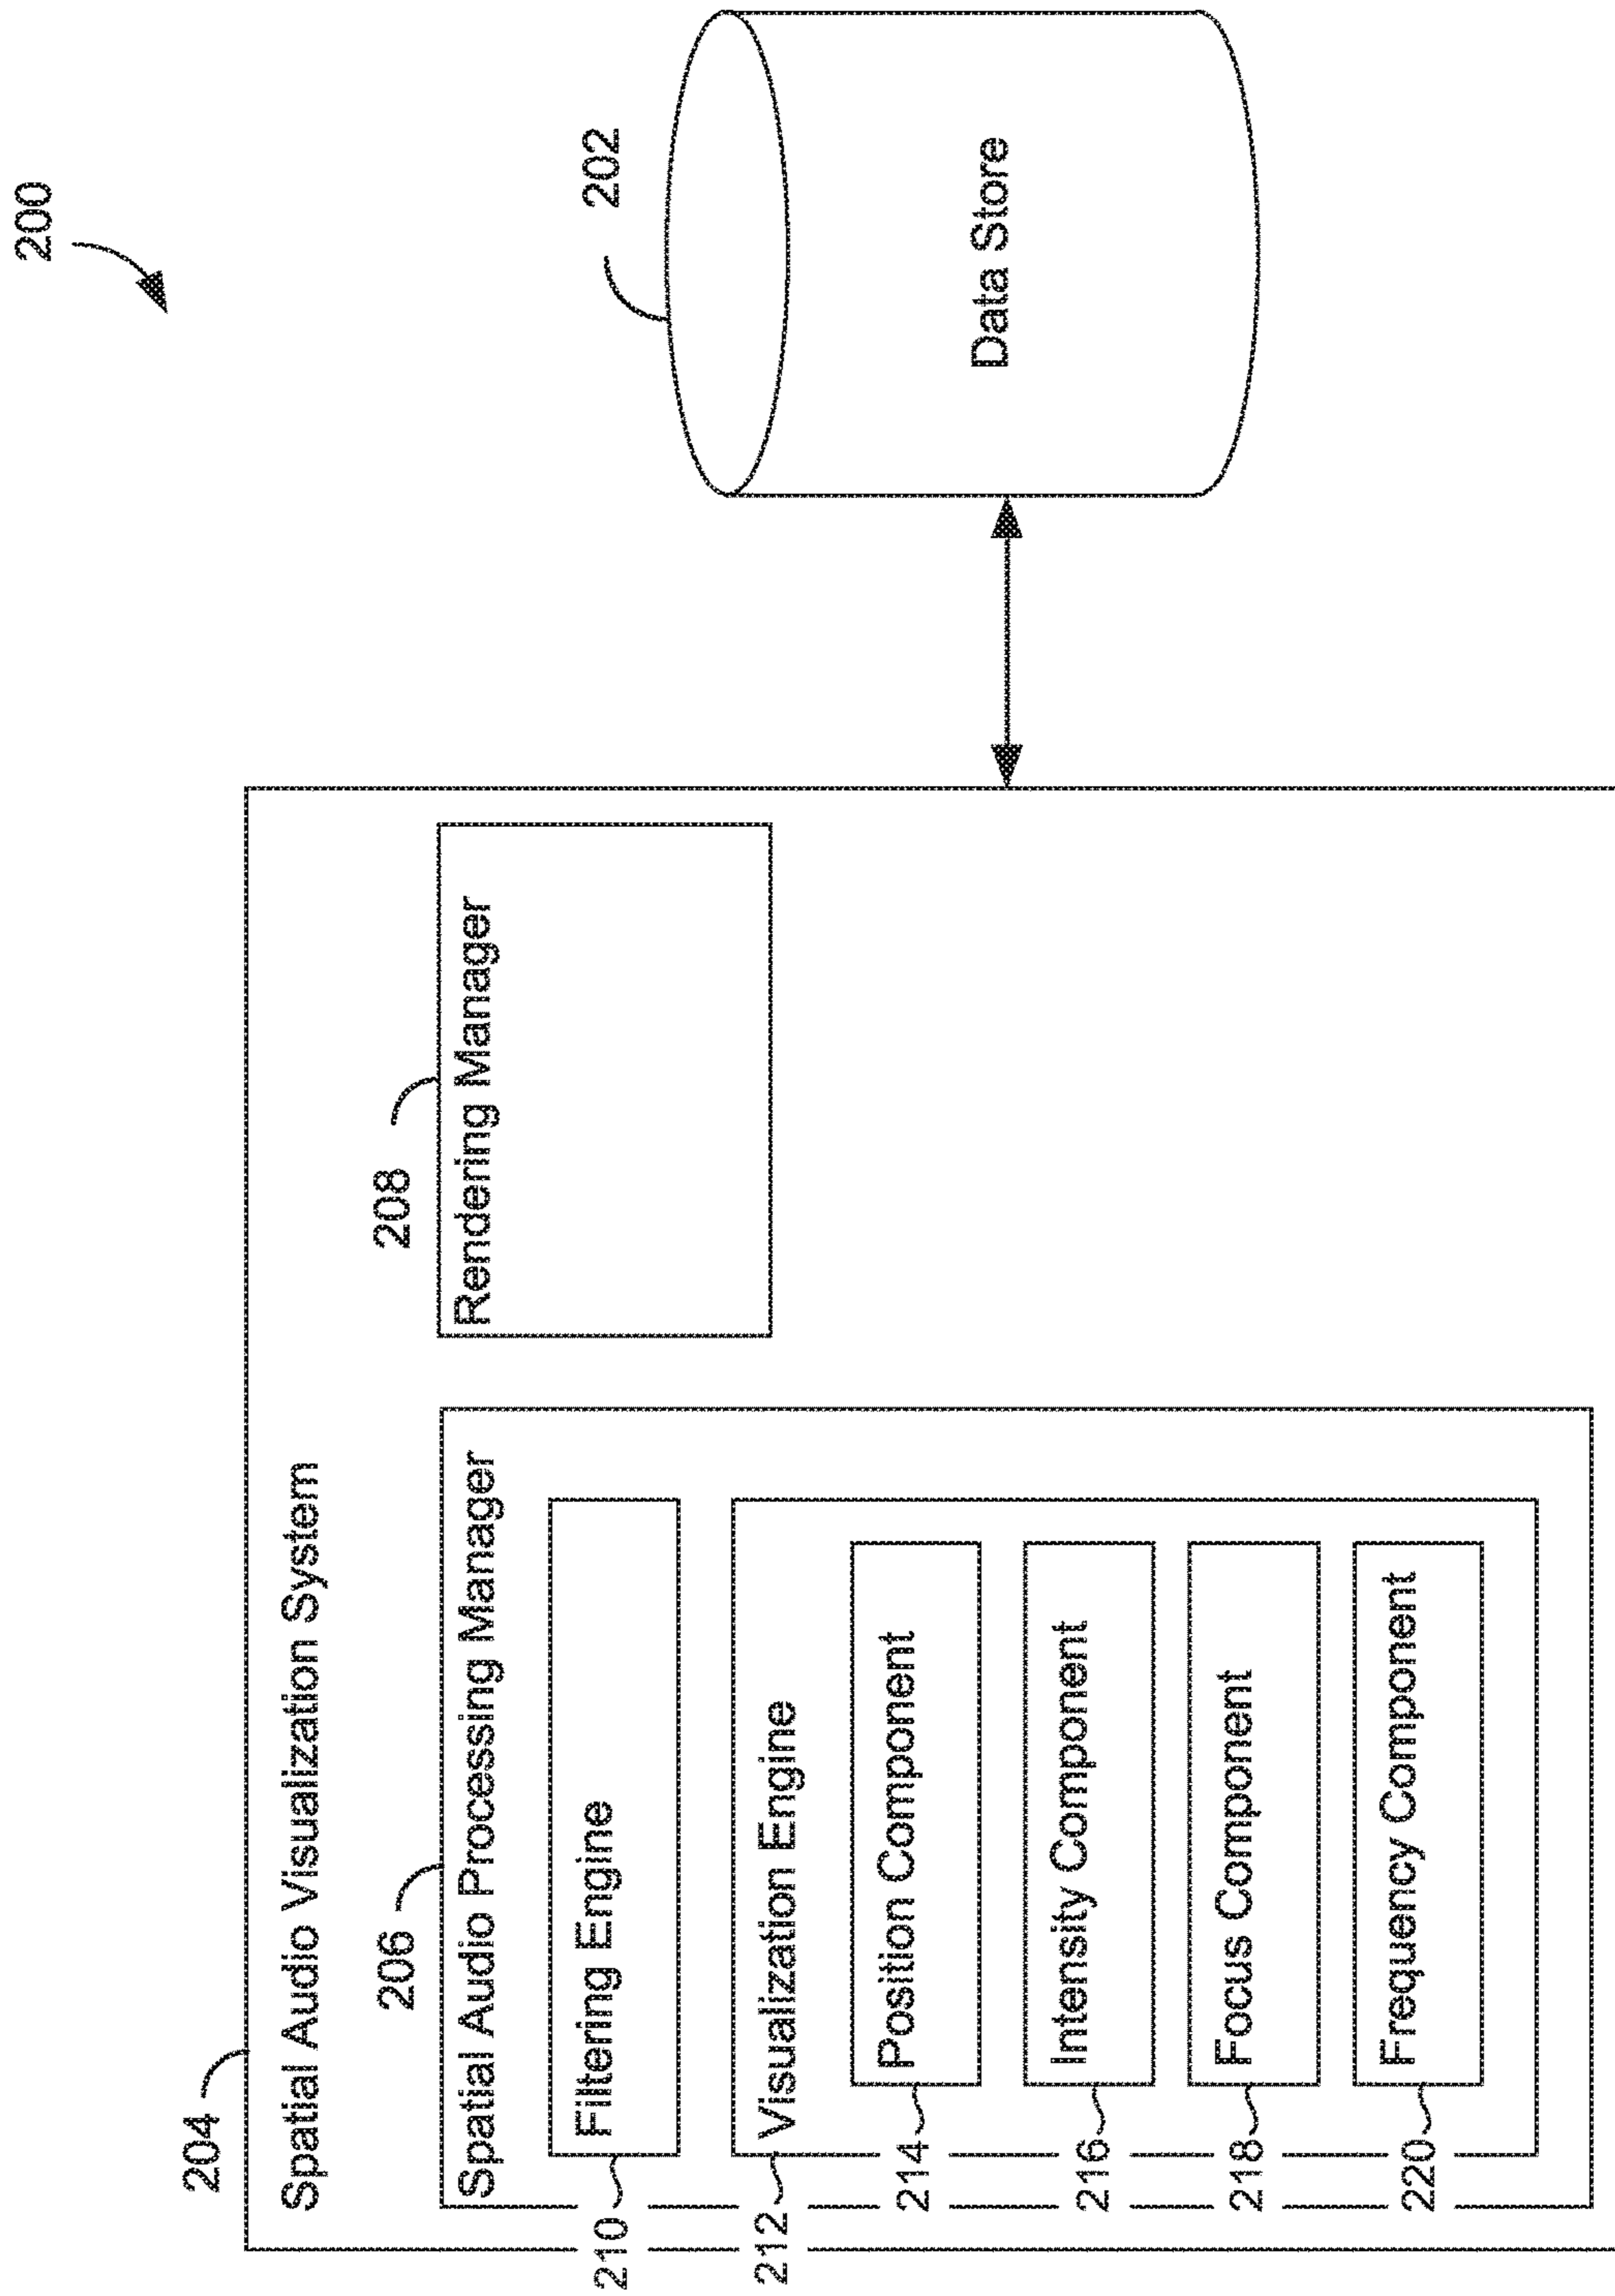 200
204
Spatial Audio Visualization System
206
Spatial Audio Processing Manager
210
Filtering Engine
212
Visualization Engine
214
Position Component
216
Intensity Component
218
Focus Component
220
Frequency Component
208
Rendering Manager
202
Data Store